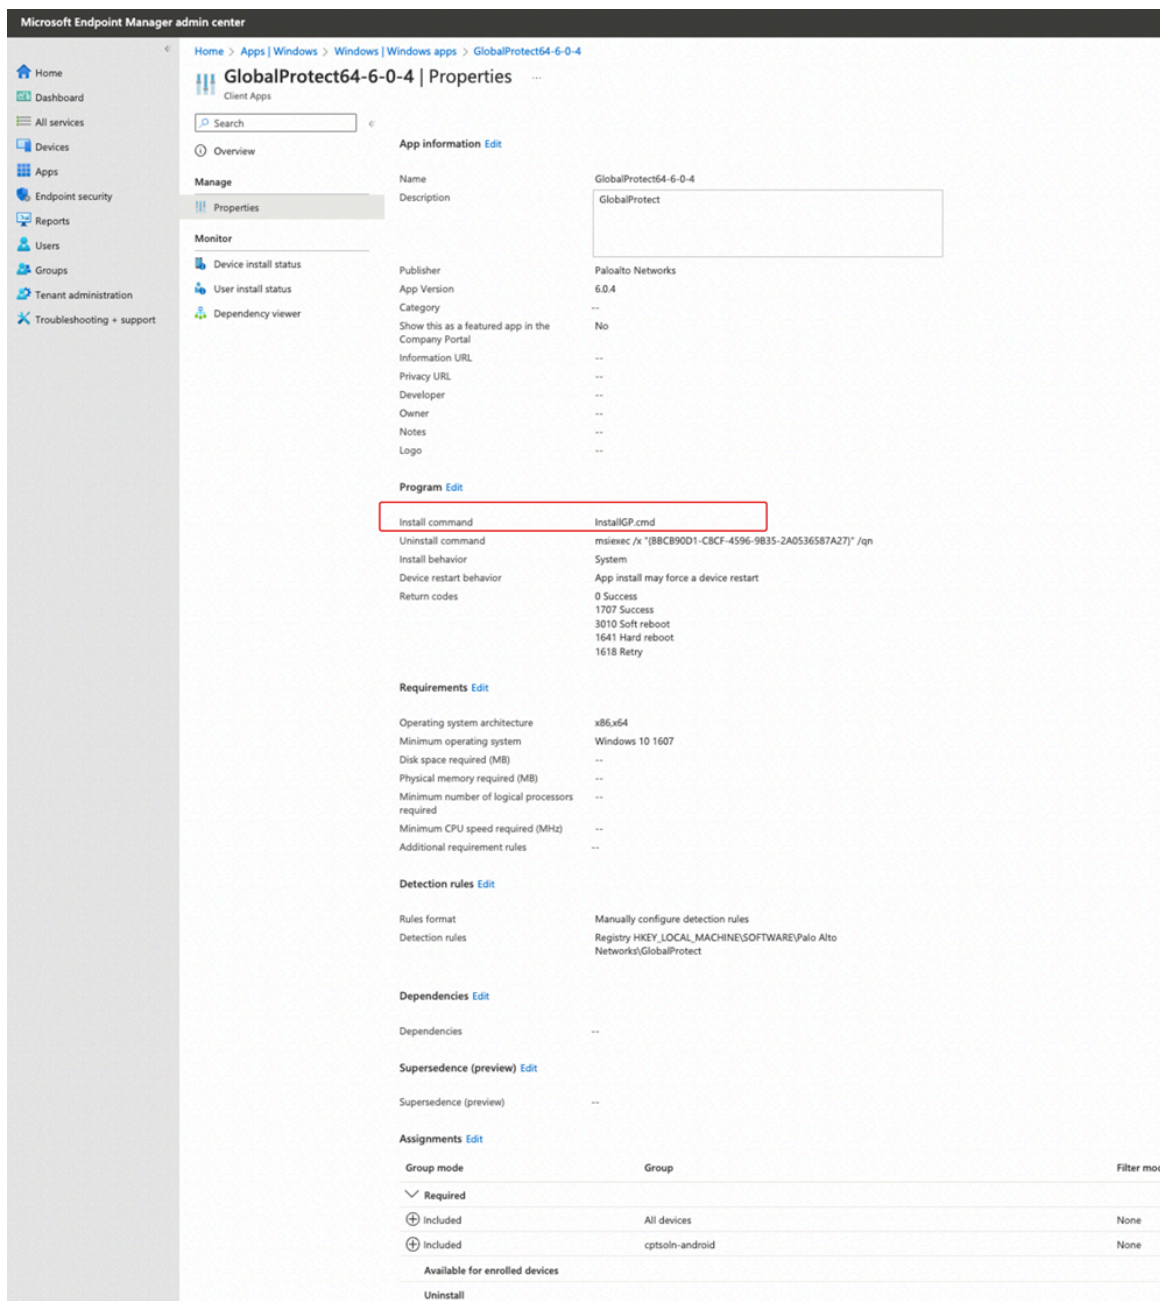 Microsoft Endpoint Manager admin center
Home > Apps | Windows > Windows | Windows apps > GlobalProtect64-6-0-4
GlobalProtect64-6-0-4 | Properties ...
Client Apps
Home
Dashboard
All services
Devices
Apps
Endpoint security
Reports
Users
Groups
Tenant administration
Troubleshooting + support
Search
Overview
Manage
Properties
Monitor
Device install status
User install status
Dependency viewer
App information Edit
Name GlobalProtect64-6-0-4
Description GlobalProtect
Publisher Paloalto Networks
App Version 6.0.4
Category --
Show this as a featured app in the No
Company Portal
Information URL --
Privacy URL --
Developer --
Owner --
Notes --
Logo --
Program Edit
Install command InstallGP.cmd
Uninstall command msiexec /x "{BBCB90D1-C8CF-4596-9B35-2A0536587A27}" /qn
Install behavior System
Device restart behavior App install may force a device restart
Return codes 0 Success
1707 Success
3010 Soft reboot
1641 Hard reboot
1618 Retry
Requirements Edit
Operating system architecture x86,x64
Minimum operating system Windows 10 1607
Disk space required (MB) --
Physical memory required (MB) --
Minimum number of logical processors --
required
Minimum CPU speed required (MHz) --
Additional requirement rules --
Detection rules Edit
Rules format Manually configure detection rules
Detection rules Registry HKEY_LOCAL_MACHINE\SOFTWARE\Palo Alto
Networks\GlobalProtect
Dependencies Edit
Dependencies --
Supersedence (preview) Edit
Supersedence (preview) --
Assignments Edit
Group mode Group Filter mod
Required
Included All devices None
Included cptsoln-android None
Available for enrolled devices
Uninstall